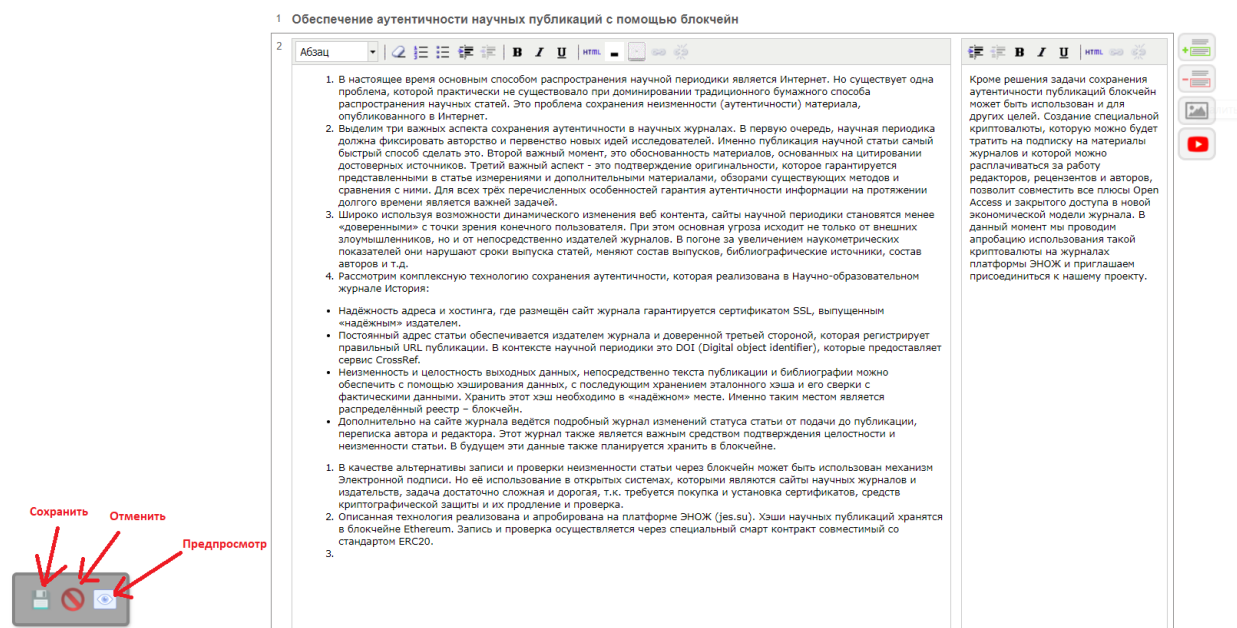 1 Обеспечение аутентичности научных публикаций с помощью блокчейн
2
Абзац B I U HTML
1. В настоящее время основным способом распространения научной периодики является Интернет. Но существует одна
проблема, которой практически не существовало при доминировании традиционного бумажного способа
распространения научных статей. Это проблема сохранения неизменности (аутентичности) материала,
опубликованного в Интернет.
2. Выделим три важных аспекта сохранения аутентичности в научных журналах. В первую очередь, научная периодика
должна фиксировать авторство и первенство новых идей исследователей. Именно публикация научной статьи самый
быстрый способ сделать это. Второй важный момент, это обоснованность материалов, основанных на цитировании
достоверных источников. Третий важный аспект - это подтверждение оригинальности, которое гарантируется
представленными в статье измерениями и дополнительными материалами, обзорами существующих методов и
сравнения с ними. Для всех трёх перечисленных особенностей гарантия аутентичности информации на протяжении
долгого времени является важней задачей.
3. Широко используя возможности динамического изменения веб контента, сайты научной периодики становятся менее
«доверенными» с точки зрения конечного пользователя. При этом основная угроза исходит не только от внешних
злоумышленников, но и от непосредственно издателей журналов. В погоне за увеличением наукометрических
показателей они нарушают сроки выпуска статей, меняют состав выпусков, библиографические источники, состав
авторов и т.д.
4. Рассмотрим комплексную технологию сохранения аутентичности, которая реализована в Научно-образовательном
журнале История:
• Надёжность адреса и хостинга, где размещён сайт журнала гарантируется сертификатом SSL, выпущенным
«надёжным» издателем.
• Постоянный адрес статьи обеспечивается издателем журнала и доверенной третьей стороной, которая регистрирует
правильный URL публикации. В контексте научной периодики это DOI (Digital object identifier), которые предоставляет
сервис CrossRef.
• Неизменность и целостность выходных данных, непосредственно текста публикации и библиографии можно
обеспечить с помощью хэширования данных, с последующим хранением эталонного хэша и его сверки с
фактическими данными. Хранить этот хэш необходимо в «надёжном» месте. Именно таким местом является
распределённый реестр – блокчейн.
• Дополнительно на сайте журнала ведётся подробный журнал изменений статуса статьи от подачи до публикации,
переписка автора и редактора. Этот журнал также является важным средством подтверждения целостности и
неизменности статьи. В будущем эти данные также планируется хранить в блокчейне.
1. В качестве альтернативы записи и проверки неизменности статьи через блокчейн может быть использован механизм
Электронной подписи. Но её использование в открытых системах, которыми являются сайты научных журналов и
издательств, задача достаточно сложная и дорогая, т.к. требуется покупка и установка сертификатов, средств
криптографической защиты и их продление и проверка.
2. Описанная технология реализована и апробирована на платформе ЭНОЖ (jes.su). Хэши научных публикаций хранятся
в блокчейне Ethereum. Запись и проверка осуществляется через специальный смарт контракт совместимый со
стандартом ERC20.
3.
B I U HTML
Кроме решения задачи сохранения
аутентичности публикаций блокчейн
может быть использован и для
других целей. Создание специальной
криптовалюты, которую можно будет
тратить на подписку на материалы
журналов и которой можно
расплачиваться за работу
редакторов, рецензентов и авторов,
позволит совместить все плюсы Open
Access и закрытого доступа в новой
экономической модели журнала. В
данный момент мы проводим
апробацию использования такой
криптовалюты на журналах
платформы ЭНОЖ и приглашаем
присоединиться к нашему проекту.
Сохранить
Отменить
Предпросмотр